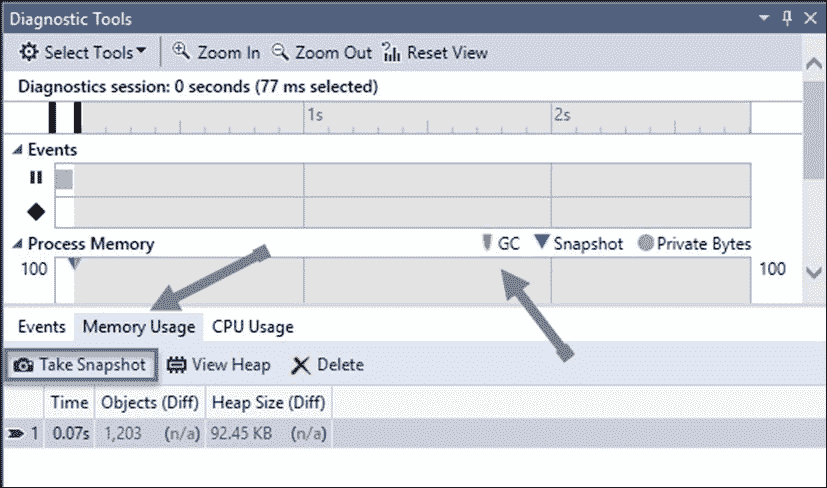 Diagnostic Tools
Select Tools Zoom In Zoom Out Reset View
Diagnostics session: 0 seconds (77 ms selected)
1s 2s
Events
Process Memory GC Snapshot Private Bytes
100 100
Events Memory Usage CPU Usage
Take Snapshot View Heap Delete
Time Objects (Diff) Heap Size (Diff)
1 0.07s 1,203 (n/a) 92.45 KB (n/a)